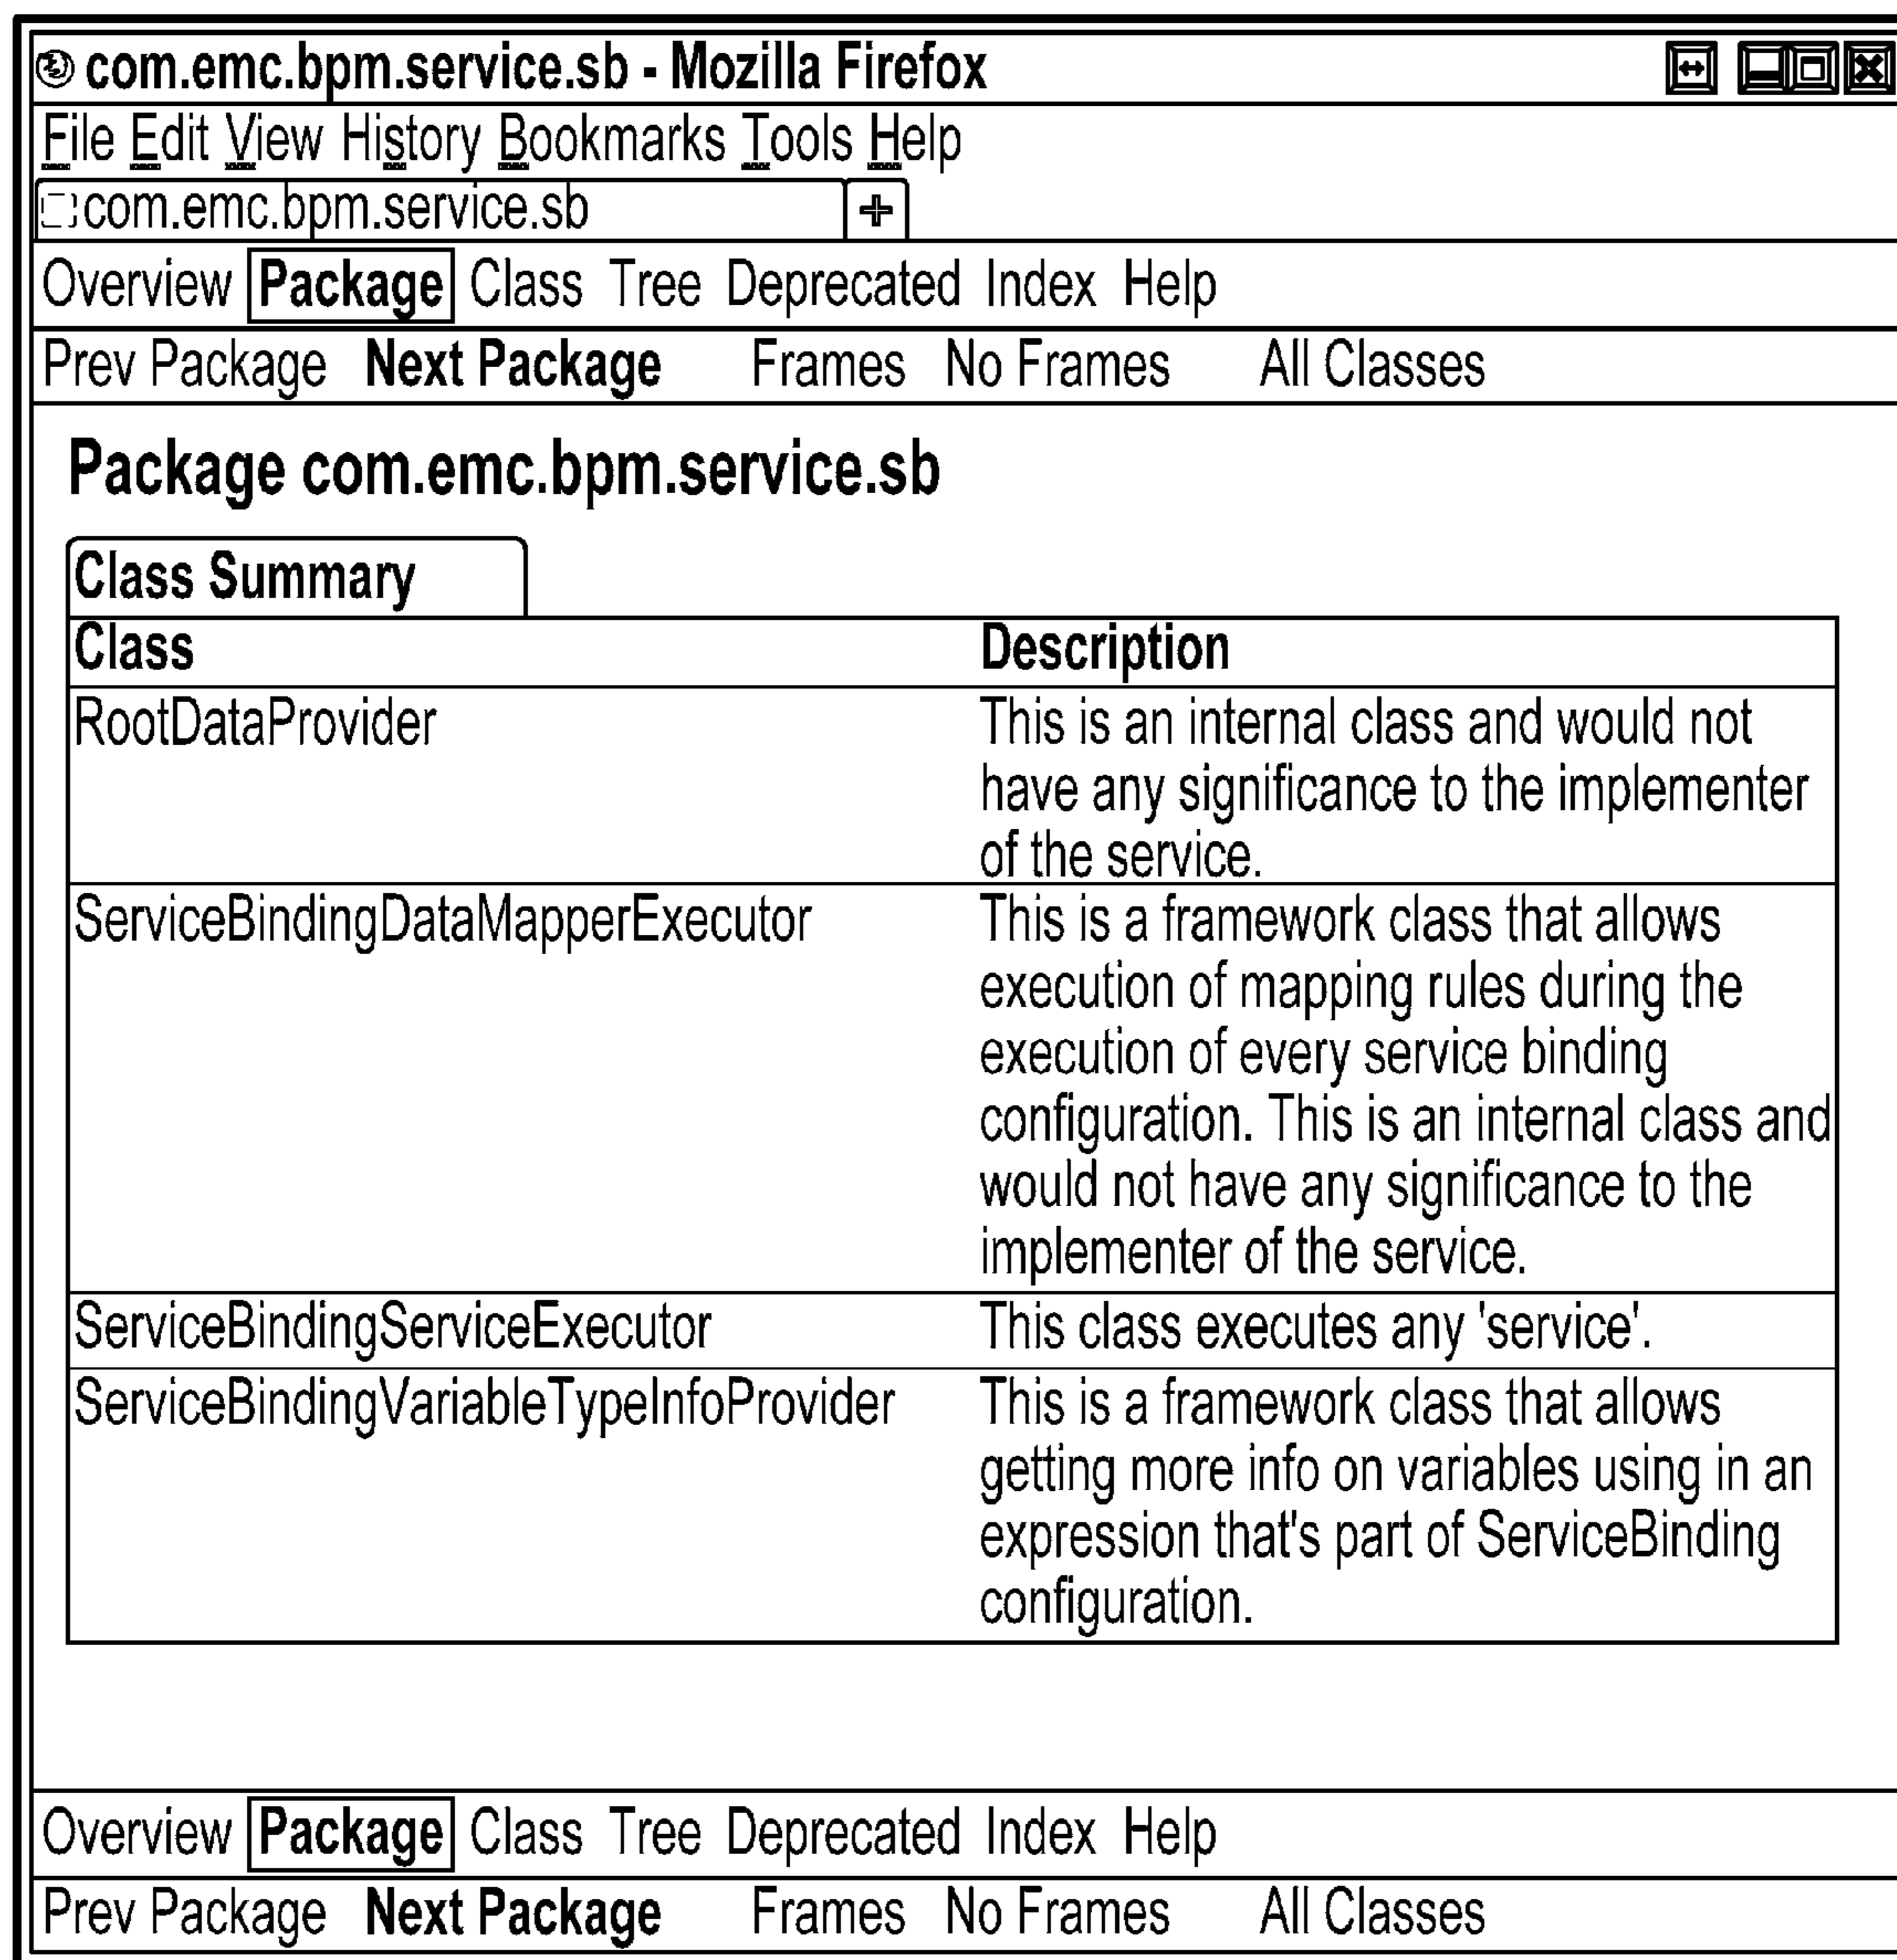 com.emc.bpm.service.sb - Mozilla Firefox
File Edit View History Bookmarks Tools Help
com.emc.bpm.service.sb +
Overview Package Class Tree Deprecated Index Help
Prev Package Next Package Frames No Frames All Classes
Package com.emc.bpm.service.sb
Class Summary
Class Description
RootDataProvider This is an internal class and would not
have any significance to the implementer
of the service.
ServiceBindingDataMapperExecutor This is a framework class that allows
execution of mapping rules during the
execution of every service binding
configuration. This is an internal class and
would not have any significance to the
implementer of the service.
ServiceBindingServiceExecutor This class executes any 'service'.
ServiceBindingVariableTypeInfoProvider This is a framework class that allows
getting more info on variables using in an
expression that's part of ServiceBinding
configuration.
Overview Package Class Tree Deprecated Index Help
Prev Package Next Package Frames No Frames All Classes